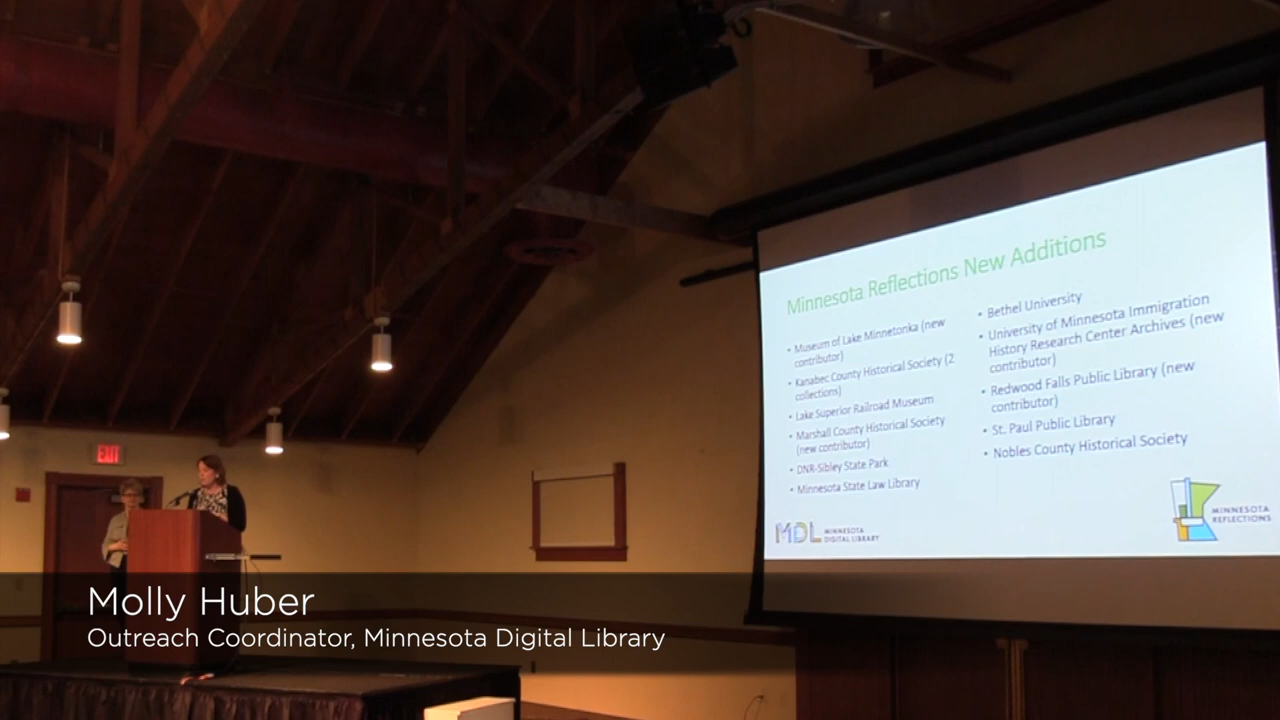 Minnesota Reflections New Additions
• Museum of Lake Minnetonka (new
contributor)
• Kanabec County Historical Society (2
collections)
• Lake Superior Railroad Museum
• Marshall County Historical Society
(new contributor)
• DNR-Sibley State Park
• Minnesota State Law Library
• Bethel University
• University of Minnesota Immigration
History Research Center Archives (new
contributor)
• Redwood Falls Public Library (new
contributor)
• St. Paul Public Library
• Nobles County Historical Society
MDL MINNESOTA
DIGITAL LIBRARY
MINNESOTA
REFLECTIONS
EXIT
Molly Huber
Outreach Coordinator, Minnesota Digital Library